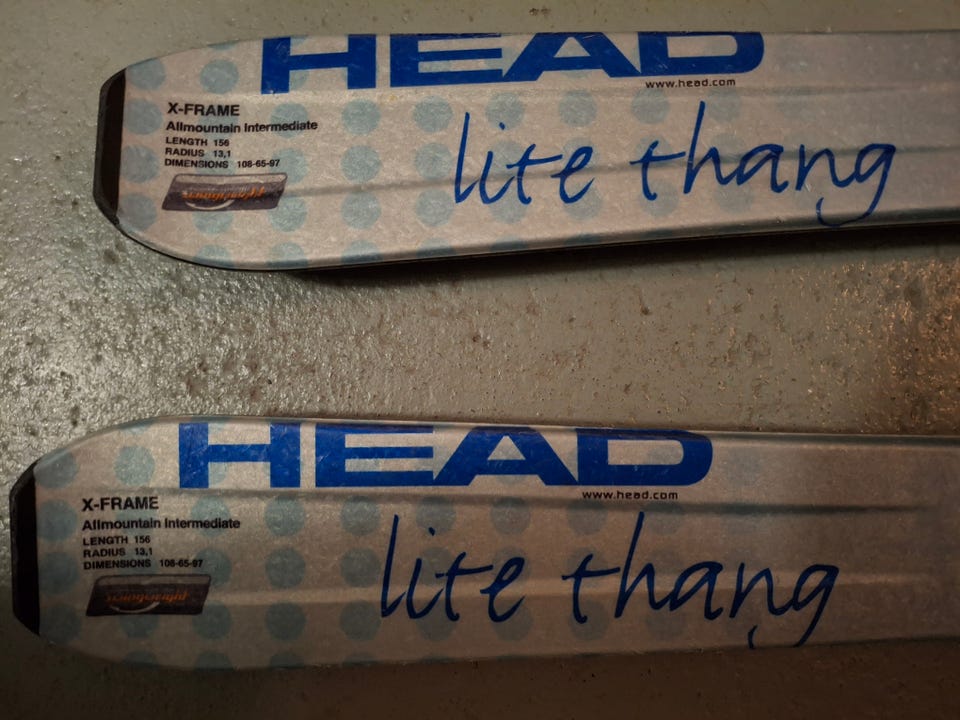 HEAD
www.head.com
X-FRAME
Allmountain Intermediate
LENGTH 156
RADIUS 13,1
DIMENSIONS 108-65-97
lite thang
HEAD
www.head.com
X-FRAME
Allmountain Intermediate
LENGTH 156
RADIUS 13,1
DIMENSIONS 108-65-97
lite thang